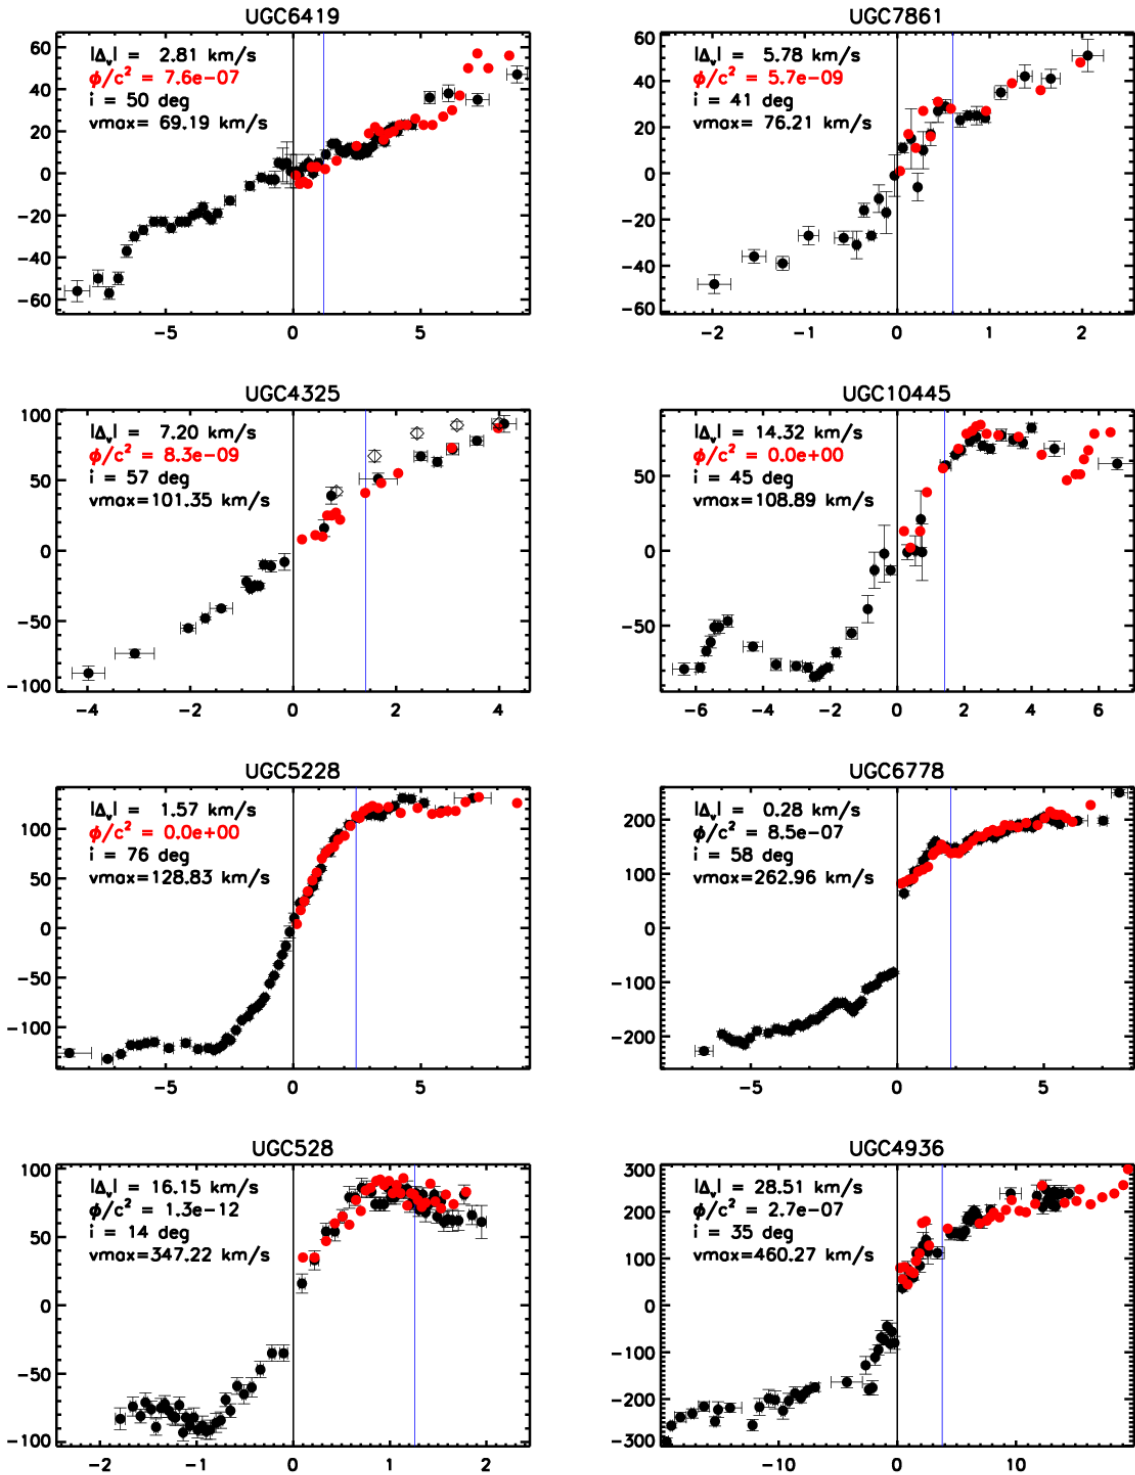 UGC6419
|Δᵥ| = 2.81 km/s
ϕ/c² = 7.6e-07
i = 50 deg
vmax= 69.19 km/s
60
40
20
0
-20
-40
-60
-5 0 5
UGC7861
|Δᵥ| = 5.78 km/s
ϕ/c² = 5.7e-09
i = 41 deg
vmax= 76.21 km/s
60
40
20
0
-20
-40
-60
-2 -1 0 1 2
UGC4325
|Δᵥ| = 7.20 km/s
ϕ/c² = 8.3e-09
i = 57 deg
vmax=101.35 km/s
100
50
0
-50
-100
-4 -2 0 2 4
UGC10445
|Δᵥ| = 14.32 km/s
ϕ/c² = 0.0e+00
i = 45 deg
vmax=108.89 km/s
50
0
-50
-6 -4 -2 0 2 4 6
UGC5228
|Δᵥ| = 1.57 km/s
ϕ/c² = 0.0e+00
i = 76 deg
vmax=128.83 km/s
100
50
0
-50
-100
-5 0 5
UGC6778
|Δᵥ| = 0.28 km/s
ϕ/c² = 8.5e-07
i = 58 deg
vmax=262.96 km/s
200
100
0
-100
-200
-5 0 5
UGC528
|Δᵥ| = 16.15 km/s
ϕ/c² = 1.3e-12
i = 14 deg
vmax=347.22 km/s
100
50
0
-50
-100
-2 -1 0 1 2
UGC4936
|Δᵥ| = 28.51 km/s
ϕ/c² = 2.7e-07
i = 35 deg
vmax=460.27 km/s
300
200
100
0
-100
-200
-300
-10 0 10